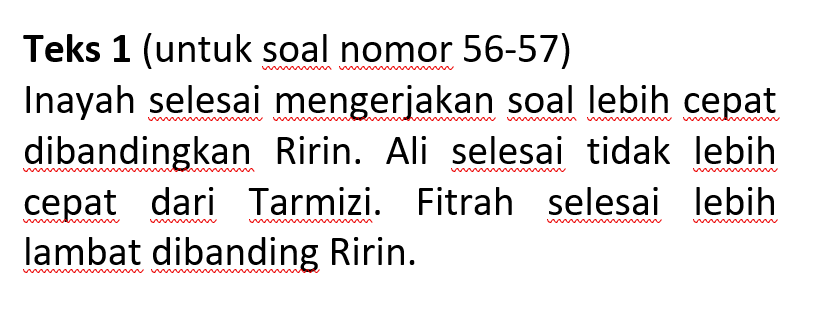 Teks 1 (untuk soal nomor 56-57)
Inayah selesai mengerjakan soal lebih cepat
dibandingkan Ririn. Ali selesai tidak lebih
cepat dari Tarmizi. Fitrah selesai lebih
lambat dibanding Ririn.